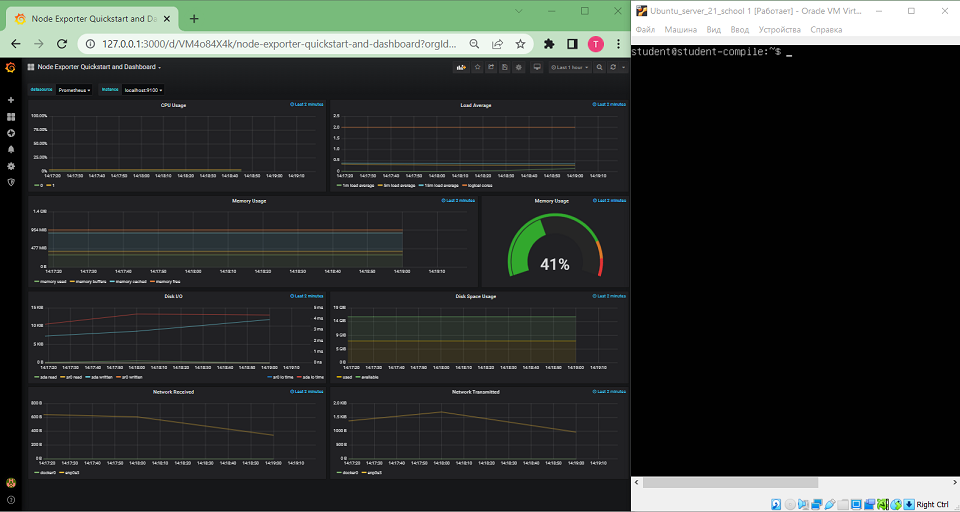 Node Exporter Quickstart and Dash
127.0.0.1:3000/d/VM4o84X4k/node-exporter-quickstart-and-dashboard?orgId...
T
Node Exporter Quickstart and Dashboard
Last 1 hour
datasource Prometheus instance localhost:9100
CPU Usage
Last 2 minutes
100.00%
75.00%
50.00%
25.00%
0%
14:17:20 14:17:30 14:17:40 14:17:50 14:18:00 14:18:10 14:18:20 14:18:30 14:18:40 14:18:50 14:19:00 14:19:10
0 1
Load Average
Last 2 minutes
2.5
2.0
1.5
1.0
0.5
0
14:17:20 14:17:30 14:17:40 14:17:50 14:18:00 14:18:10 14:18:20 14:18:30 14:18:40 14:18:50 14:19:00 14:19:10
1m load average 5m load average 15m load average logical cores
Memory Usage
Last 2 minutes
1.4 GiB
954 MiB
477 MiB
0 B
14:17:20 14:17:30 14:17:40 14:17:50 14:18:00 14:18:10 14:18:20 14:18:30 14:18:40 14:18:50 14:19:00 14:19:10
memory used memory buffers memory cached memory free
Memory Usage
Last 2 minutes
41%
Disk I/O
Last 2 minutes
15 KiB
10 KiB
5 KiB
0 B
5 ms
4 ms
3 ms
2 ms
1 ms
0 ns
14:17:20 14:17:30 14:17:40 14:17:50 14:18:00 14:18:10 14:18:20 14:18:30 14:18:40 14:18:50 14:19:00 14:19:10
sda read sr0 read sda written sr0 written sr0 io time sda io time
Disk Space Usage
Last 2 minutes
14 GiB
9 GiB
5 GiB
0 B
14:17:20 14:17:30 14:17:40 14:17:50 14:18:00 14:18:10 14:18:20 14:18:30 14:18:40 14:18:50 14:19:00 14:19:10
used available
Network Received
Last 2 minutes
800 B
600 B
400 B
200 B
0 B
14:17:20 14:17:30 14:17:40 14:17:50 14:18:00 14:18:10 14:18:20 14:18:30 14:18:40 14:18:50 14:19:00 14:19:10
docker0 enp0s3
Network Transmitted
Last 2 minutes
2.0 KiB
1.5 KiB
1000 B
500 B
0 B
14:17:20 14:17:30 14:17:40 14:17:50 14:18:00 14:18:10 14:18:20 14:18:30 14:18:40 14:18:50 14:19:00 14:19:10
docker0 enp0s3
Ubuntu_server_21_school 1 [Работает] - Oracle VM Virt...
Файл Машина Вид Ввод Устройства Справка
student@student-compile:~$ _
Right Ctrl